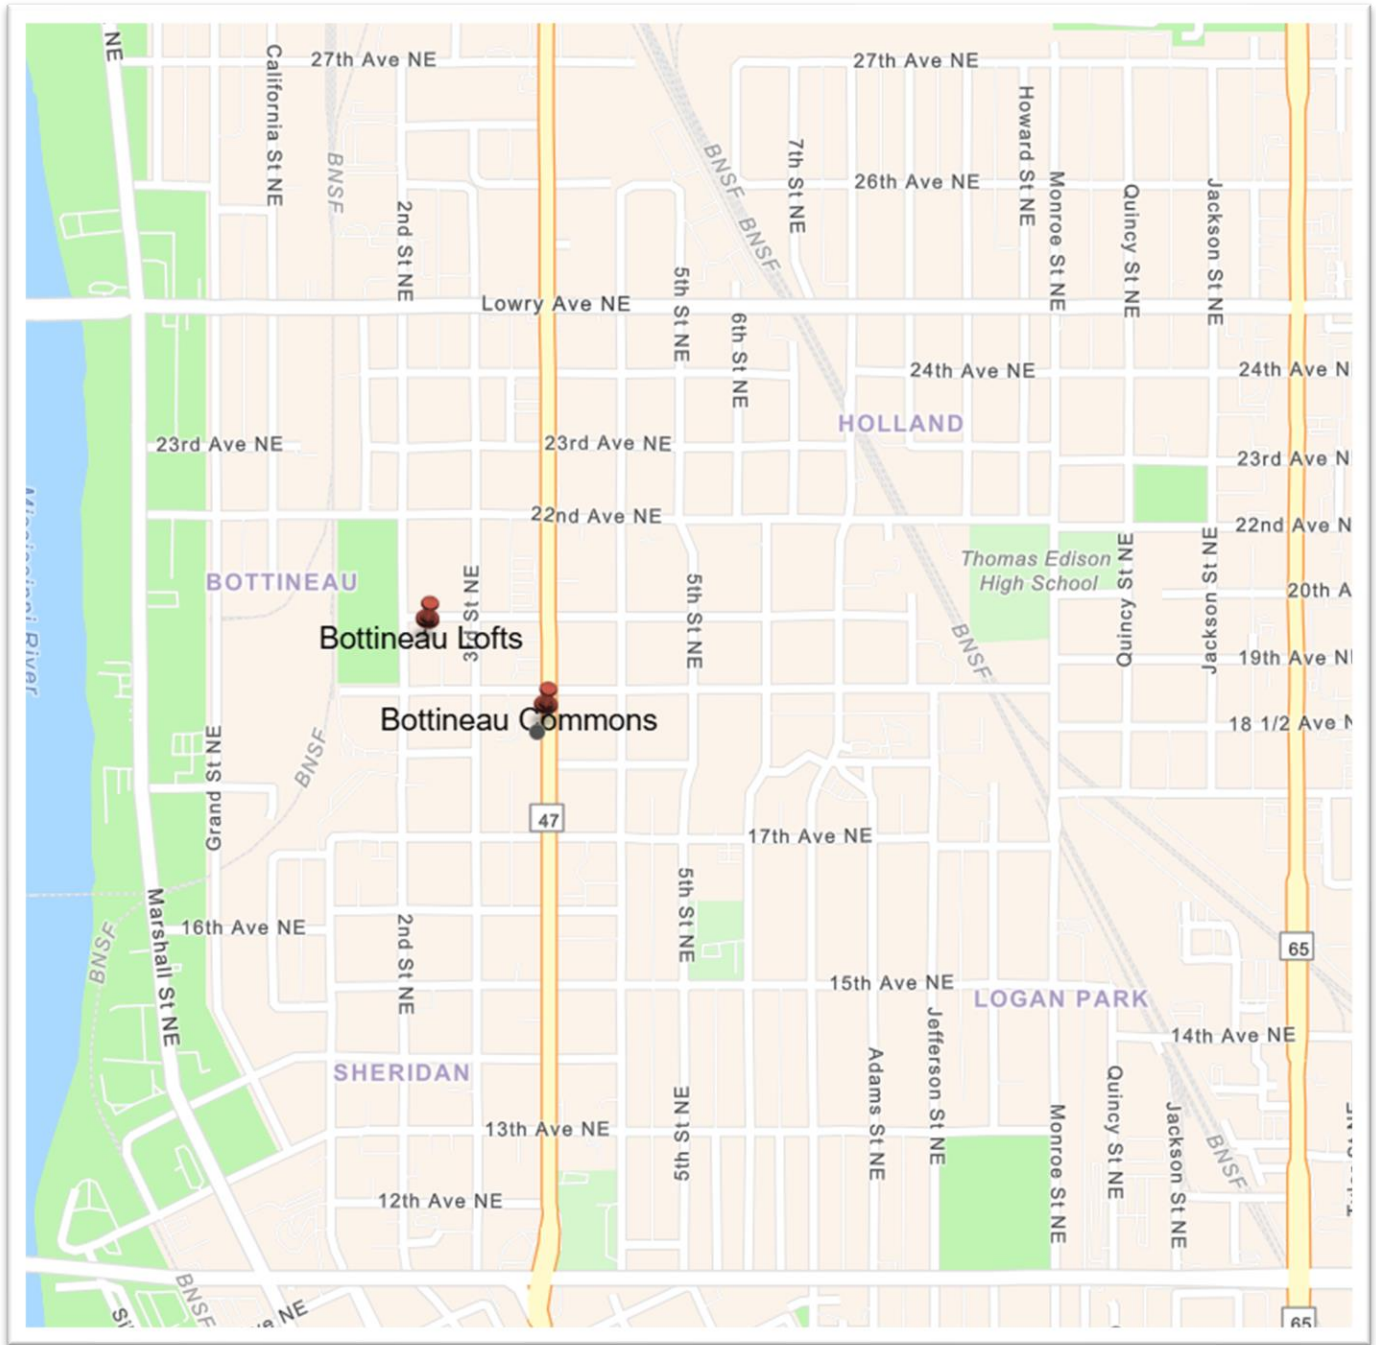 NE
California St NE
27th Ave NE
27th Ave NE
BNSF
2nd St NE
BNSF
BNSF
7th St NE
26th Ave NE
Howard St NE
Monroe St NE
Quincy St NE
Jackson St NE
Lowry Ave NE
5th St NE
6th St NE
24th Ave NE
24th Ave N
HOLLAND
23rd Ave NE
23rd Ave NE
23rd Ave N
Mississippi River
22nd Ave NE
22nd Ave N
BOTTINEAU
3rd St NE
5th St NE
Thomas Edison
High School
Quincy St NE
Jackson St NE
20th A
Bottineau Lofts
BNSF
19th Ave N
Bottineau Commons
18 1/2 Ave N
Grand St NE
BNSF
47
17th Ave NE
5th St NE
Marshall St NE
16th Ave NE
2nd St NE
BNSF
65
15th Ave NE
LOGAN PARK
Jefferson St NE
14th Ave NE
SHERIDAN
Adams St NE
Quincy St NE
5th St NE
13th Ave NE
Monroe St NE
Jackson St NE
BNSF
12th Ave NE
BNSF
NE
65